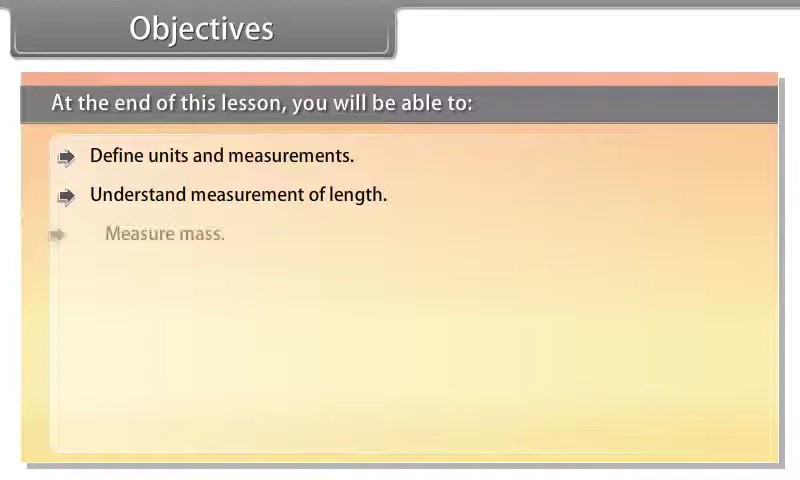 Objectives
At the end of this lesson, you will be able to:
Define units and measurements.
Understand measurement of length.
Measure mass.